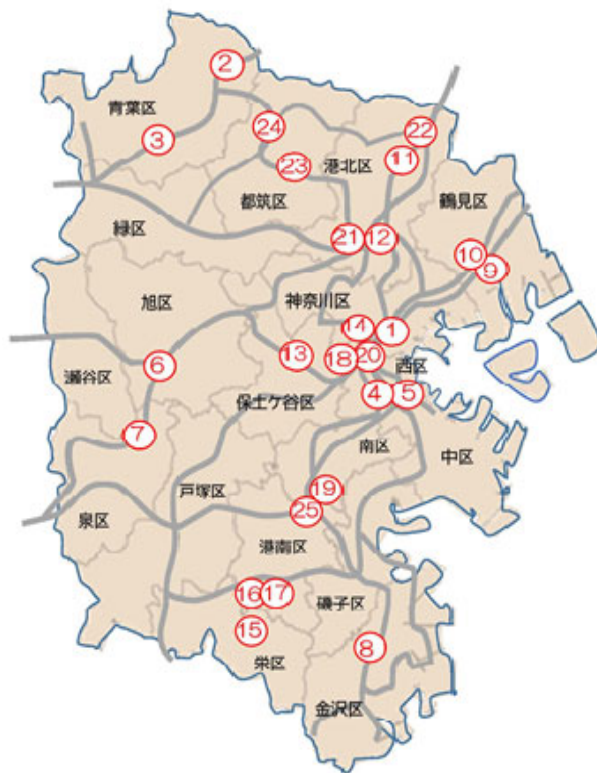 2
青葉区
24
22
3
23
港北区
11
都筑区
鶴見区
緑区
21
12
10
9
旭区
神奈川区
14
1
13
18
20
6
西区
瀬谷区
4
5
保土ケ谷区
7
南区
中区
戸塚区
19
泉区
25
港南区
16
17
磯子区
15
8
栄区
金沢区